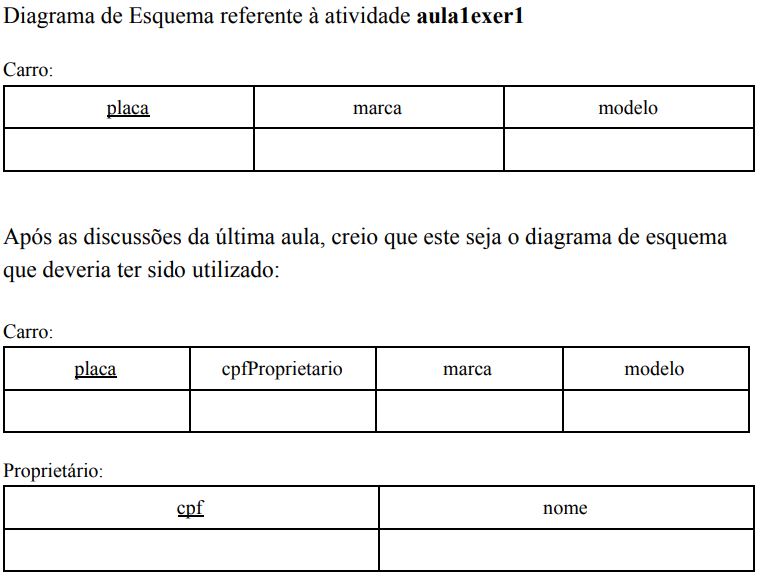 Diagrama de Esquema referente à atividade aula1exer1
Carro:
placa marca modelo
Após as discussões da última aula, creio que este seja o diagrama de esquema
que deveria ter sido utilizado:
Carro:
placa cpfProprietario marca modelo
Proprietário:
cpf nome